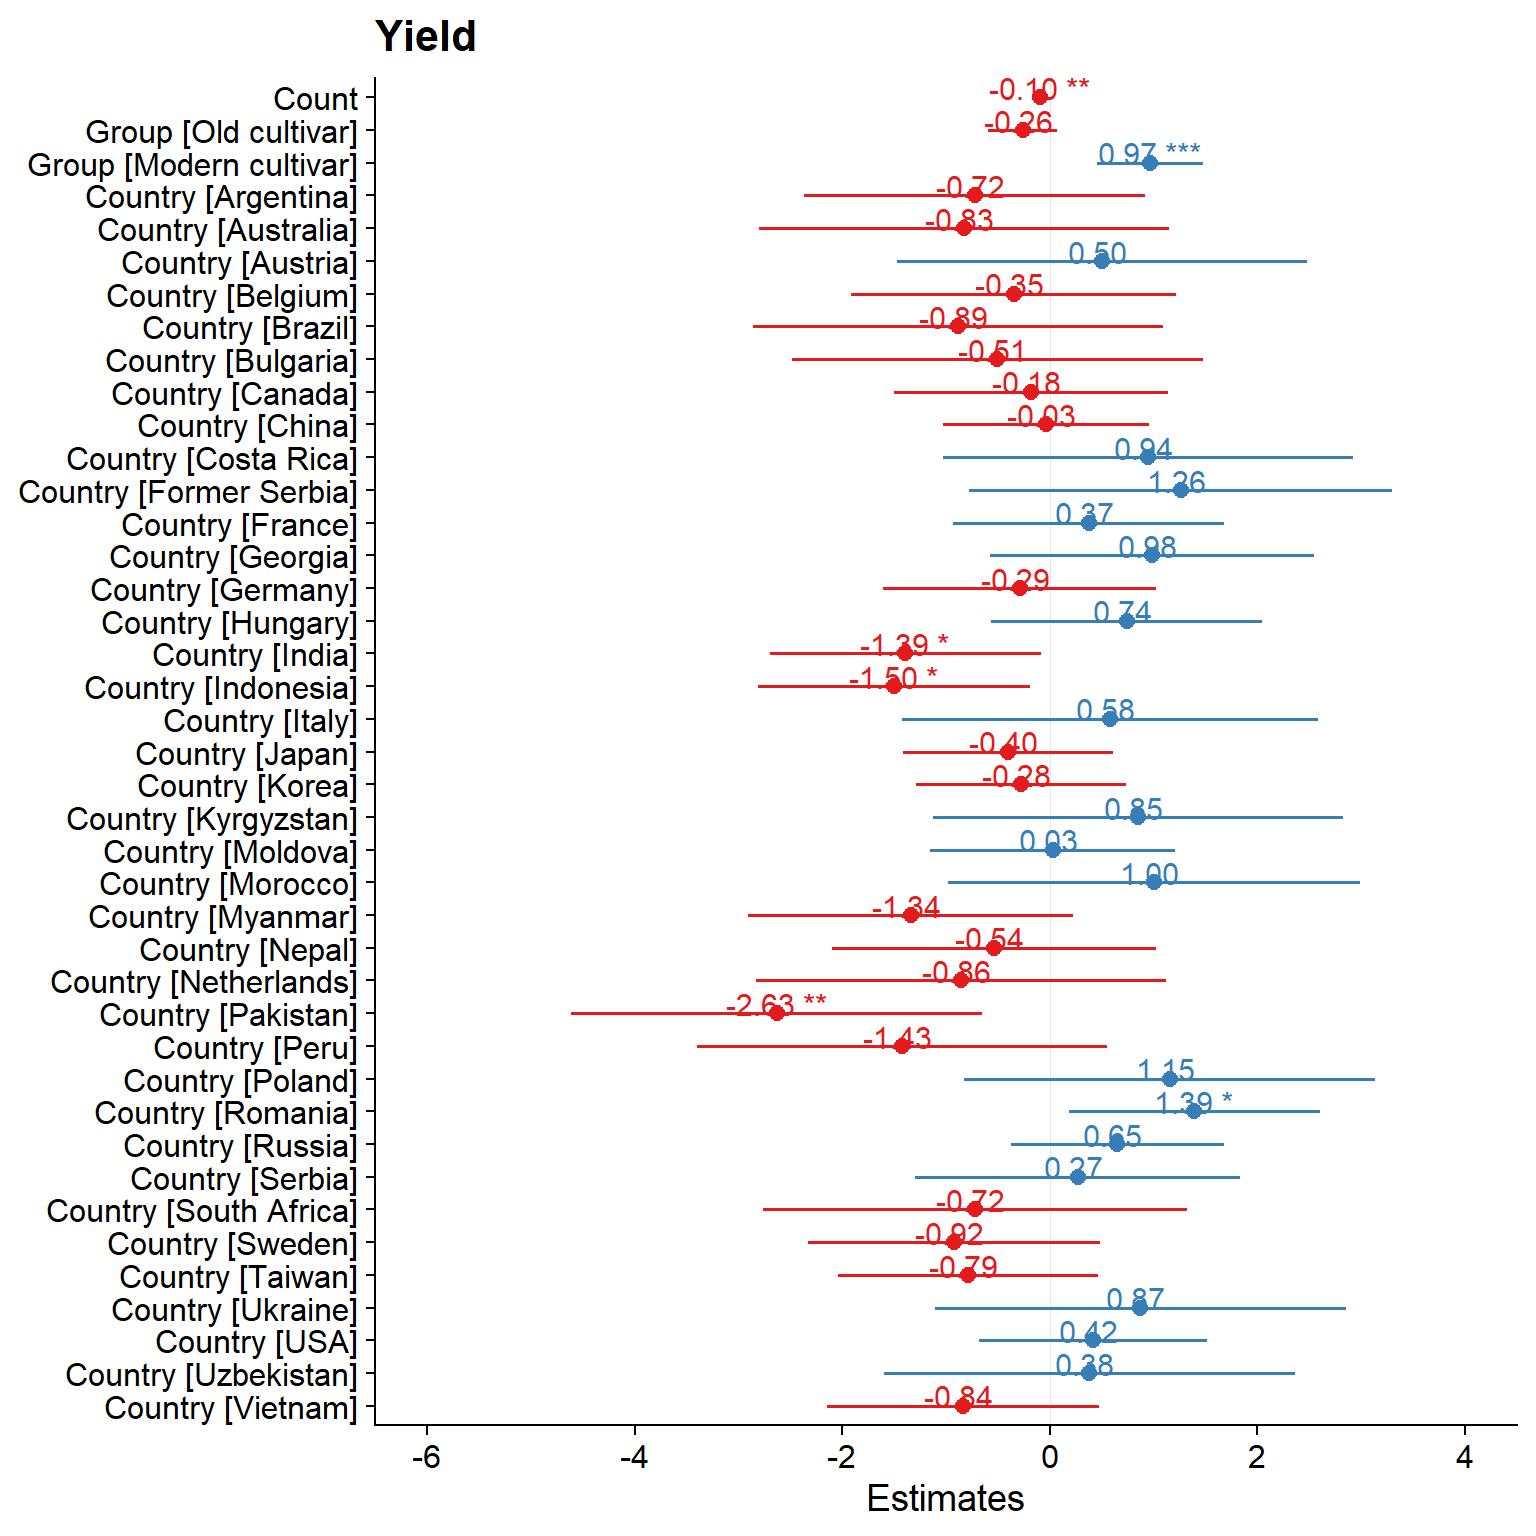 Yield
Count -0.10 **
Group [Old cultivar] -0.26
Group [Modern cultivar] 0.97 ***
Country [Argentina] -0.72
Country [Australia] -0.83
Country [Austria] 0.50
Country [Belgium] -0.35
Country [Brazil] -0.89
Country [Bulgaria] -0.51
Country [Canada] -0.18
Country [China] -0.03
Country [Costa Rica] 0.94
Country [Former Serbia] 1.26
Country [France] 0.37
Country [Georgia] 0.98
Country [Germany] -0.29
Country [Hungary] 0.74
Country [India] -1.39 *
Country [Indonesia] -1.50 *
Country [Italy] 0.58
Country [Japan] -0.40
Country [Korea] -0.28
Country [Kyrgyzstan] 0.85
Country [Moldova] 0.03
Country [Morocco] 1.00
Country [Myanmar] -1.34
Country [Nepal] -0.54
Country [Netherlands] -0.86
Country [Pakistan] -2.63 **
Country [Peru] -1.43
Country [Poland] 1.15
Country [Romania] 1.39 *
Country [Russia] 0.65
Country [Serbia] 0.27
Country [South Africa] -0.72
Country [Sweden] -0.92
Country [Taiwan] -0.79
Country [Ukraine] 0.87
Country [USA] 0.42
Country [Uzbekistan] 0.38
Country [Vietnam] -0.84
-6 -4 -2 0 2 4
Estimates